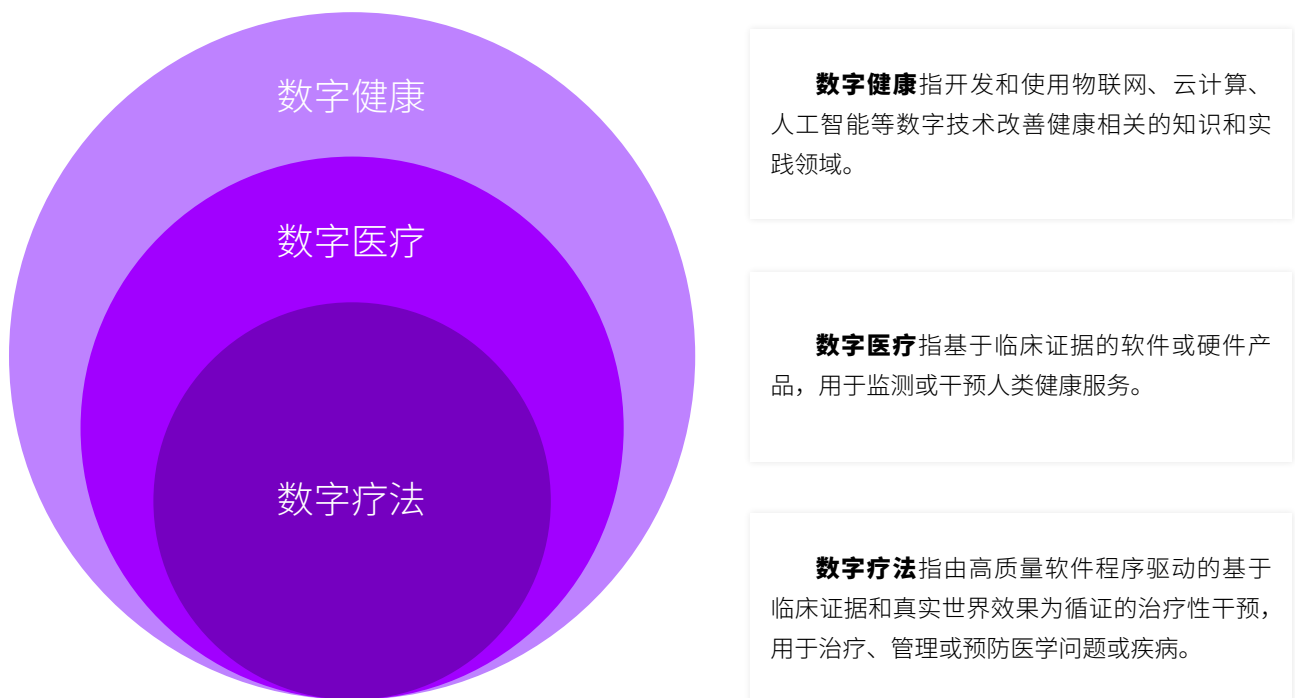 数字健康
数字医疗
数字疗法
数字健康指开发和使用物联网、云计算、
人工智能等数字技术改善健康相关的知识和实
践领域。
数字医疗指基于临床证据的软件或硬件产
品，用于监测或干预人类健康服务。
数字疗法指由高质量软件程序驱动的基于
临床证据和真实世界效果为循证的治疗性干预，
用于治疗、管理或预防医学问题或疾病。